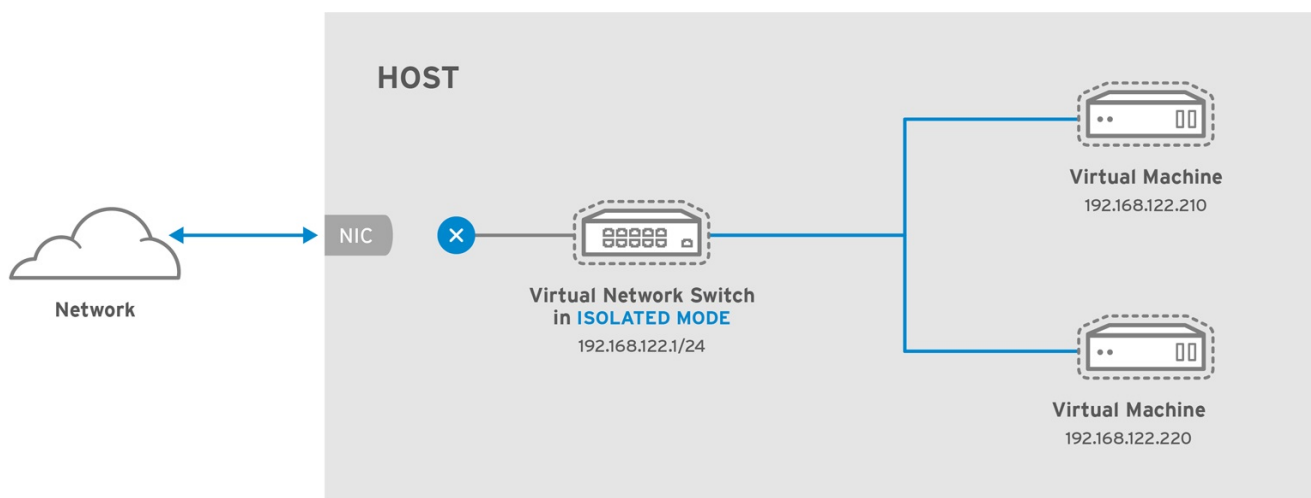 HOST
Virtual Machine
192.168.122.210
NIC
Network
Virtual Network Switch
in ISOLATED MODE
192.168.122.1/24
Virtual Machine
192.168.122.220